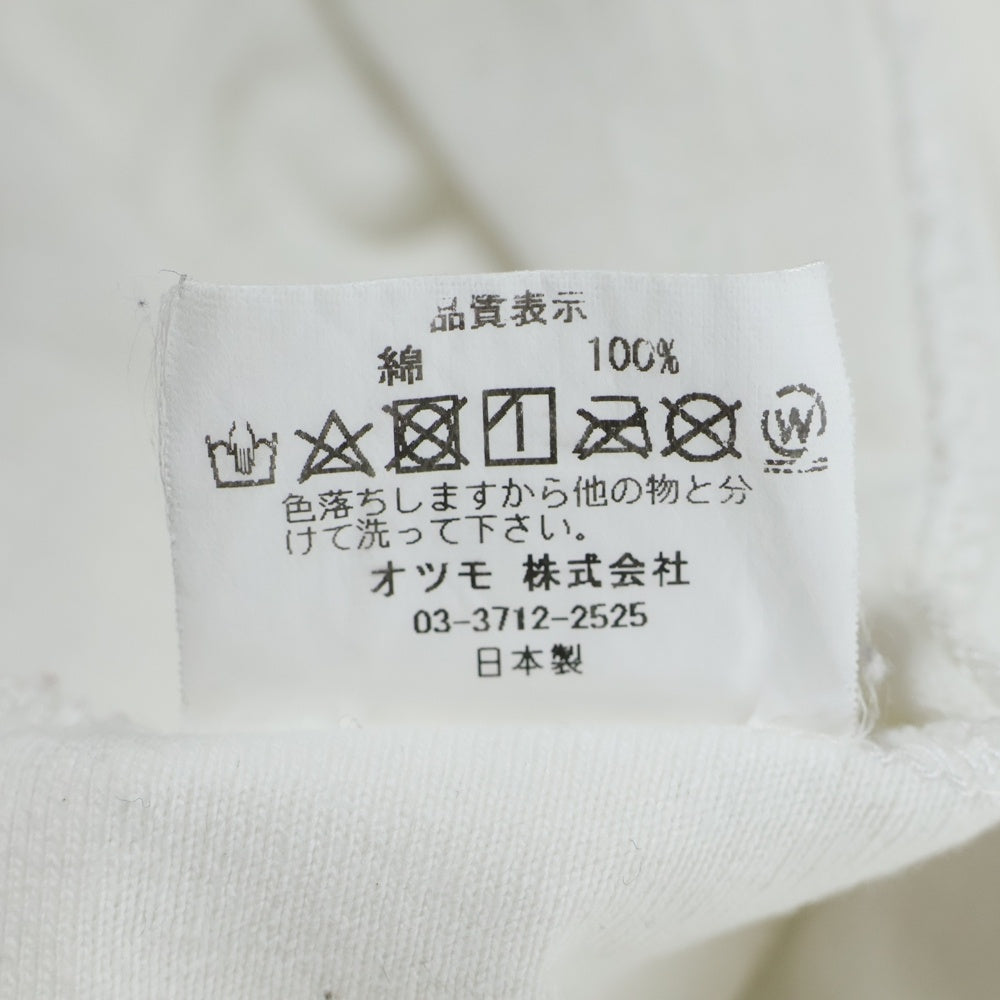 品質表示
綿 100%
W
色落ちしますから他の物と分
けて洗って下さい。
オツモ 株式会社
03-3712-2525
日本製